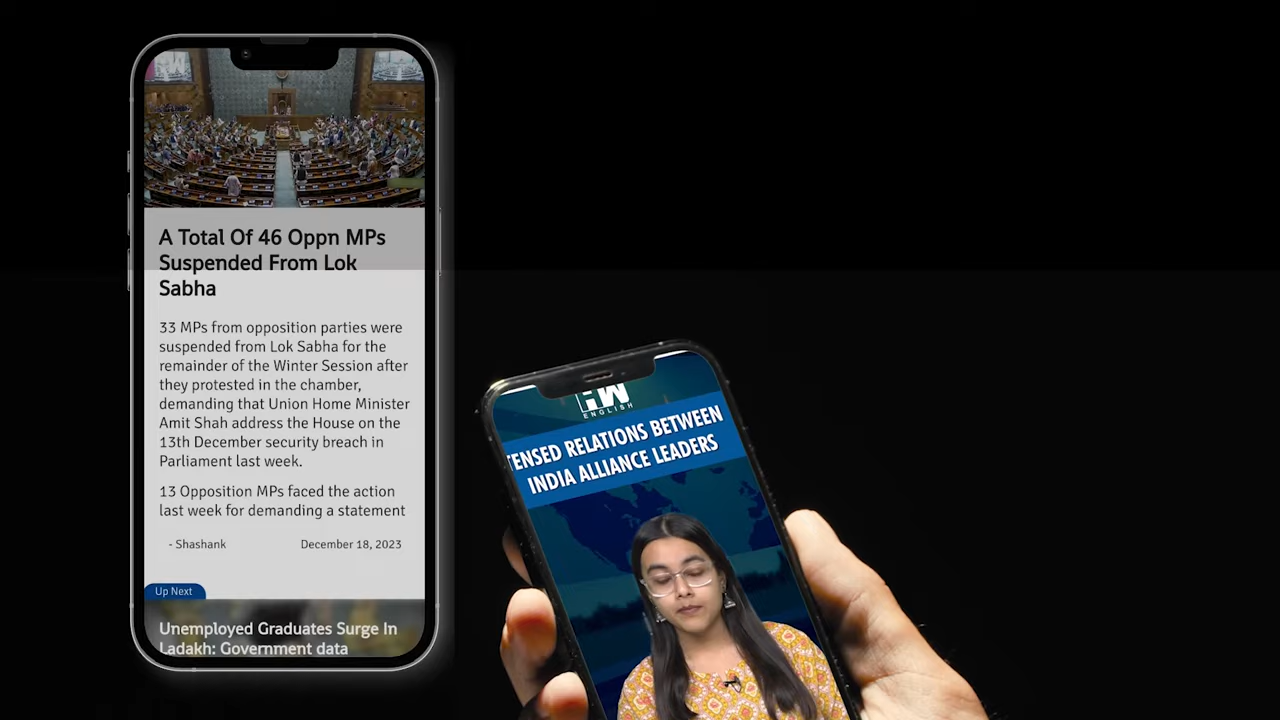 A Total Of 46 Oppn MPs
Suspended From Lok
Sabha
33 MPs from opposition parties were
suspended from Lok Sabha for the
remainder of the Winter Session after
they protested in the chamber,
demanding that Union Home Minister
Amit Shah address the House on the
13th December security breach in
Parliament last week.
13 Opposition MPs faced the action
last week for demanding a statement
- Shashank December 18, 2023
Up Next
Unemployed Graduates Surge In
Ladakh: Government data
HW
ENGLISH
TENSED RELATIONS BETWEEN
INDIA ALLIANCE LEADERS